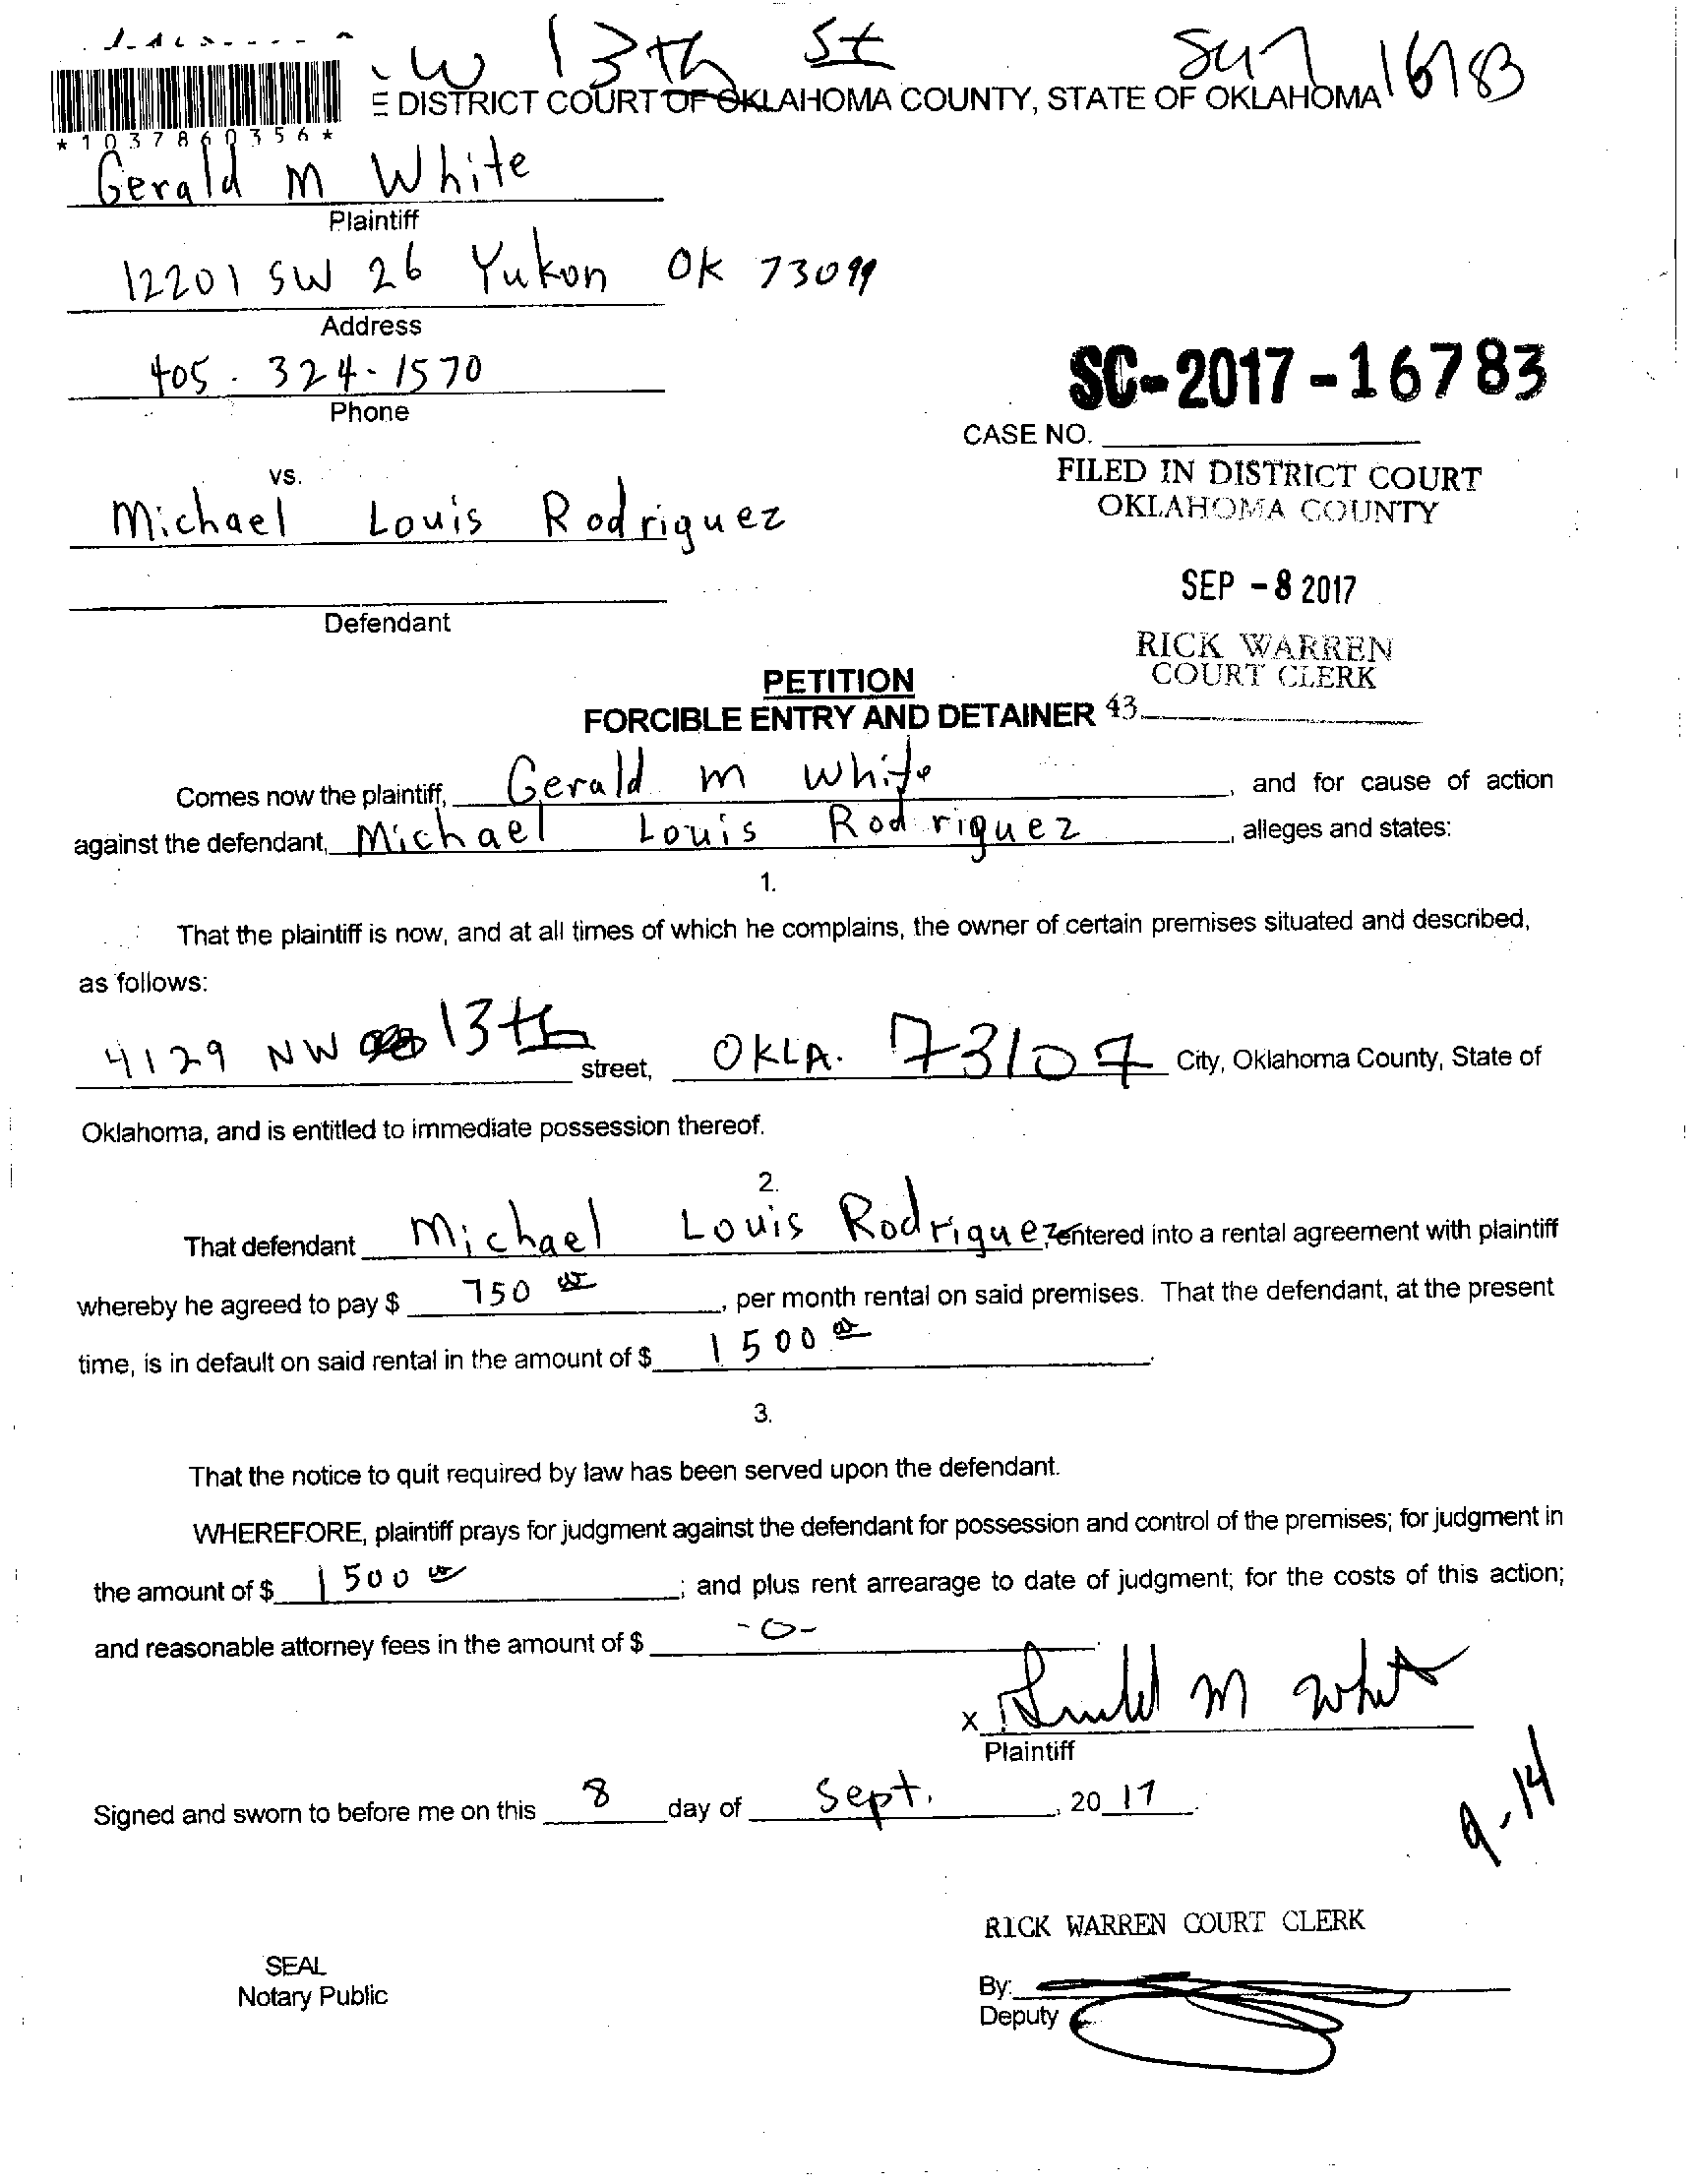 W 13th St
16783
E DISTRICT COURT OF OKLAHOMA COUNTY, STATE OF OKLAHOMA
*1037860356*
Gerald M White
Plaintiff
12201 SW 26 Yukon OK 73099
Address
405-324-1570
Phone
SC-2017-16783
CASE NO.
vs.
FILED IN DISTRICT COURT
OKLAHOMA COUNTY
Michael Louis Rodriguez
SEP -8 2017
Defendant
RICK WARREN
COURT CLERK
PETITION
FORCIBLE ENTRY AND DETAINER 43
Comes now the plaintiff, Gerald M White, and for cause of action
against the defendant, Michael Louis Rodriguez, alleges and states:
1.
That the plaintiff is now, and at all times of which he complains, the owner of certain premises situated and described,
as follows:
4129 NW 13th street, OKLA. 73107 City, Oklahoma County, State of
Oklahoma, and is entitled to immediate possession thereof.
2.
That defendant Michael Louis Rodriguez entered into a rental agreement with plaintiff
whereby he agreed to pay $ 750 00, per month rental on said premises. That the defendant, at the present
time, is in default on said rental in the amount of $ 1500 00.
3.
That the notice to quit required by law has been served upon the defendant.
WHEREFORE, plaintiff prays for judgment against the defendant for possession and control of the premises; for judgment in
the amount of $ 1500 00; and plus rent arrearage to date of judgment; for the costs of this action;
and reasonable attorney fees in the amount of $ -0-
x Gerald M White
Plaintiff
Signed and sworn to before me on this 8 day of Sept., 20 17.
9-14
RICK WARREN COURT CLERK
SEAL
Notary Public
By:
Deputy